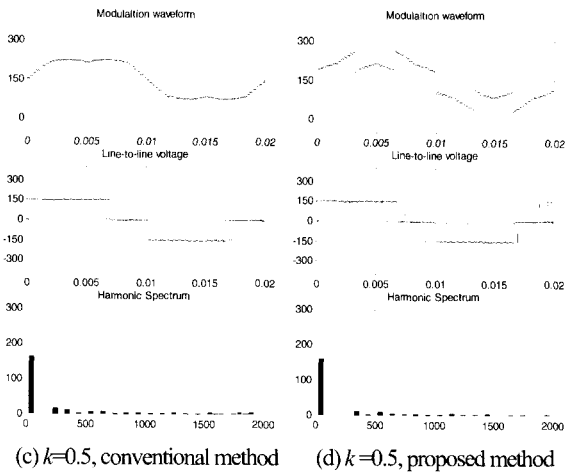 Modulaltion waveform
300
150
0
0 0.005 0.01 0.015 0.02
Line-to-line voltage
300
150
0
-150
-300
0 0.005 0.01 0.015 0.02
Harmonic Spectrum
300
200
100
0
0 500 1000 1500 2000
(c) k=0.5, conventional method
Modulaltion waveform
300
150
0
0 0.005 0.01 0.015 0.02
Line-to-line voltage
300
150
0
-150
-300
0 0.005 0.01 0.015 0.02
Harmonic Spectrum
300
200
100
0
0 500 1000 1500 2000
(d) k =0.5, proposed method